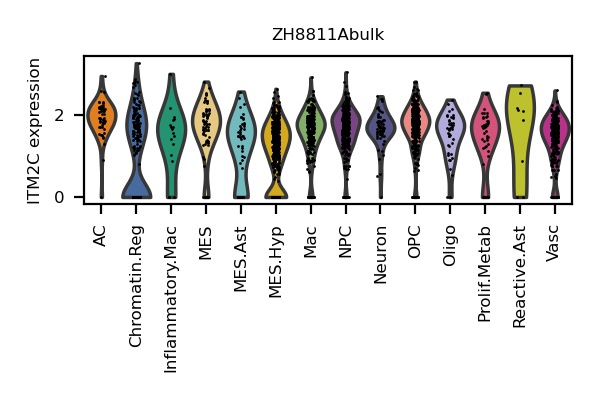 ZH8811Abulk
ITM2C expression
2
0
AC
Chromatin.Reg
Inflammatory.Mac
MES
MES.Ast
MES.Hyp
Mac
NPC
Neuron
OPC
Oligo
Prolif.Metab
Reactive.Ast
Vasc